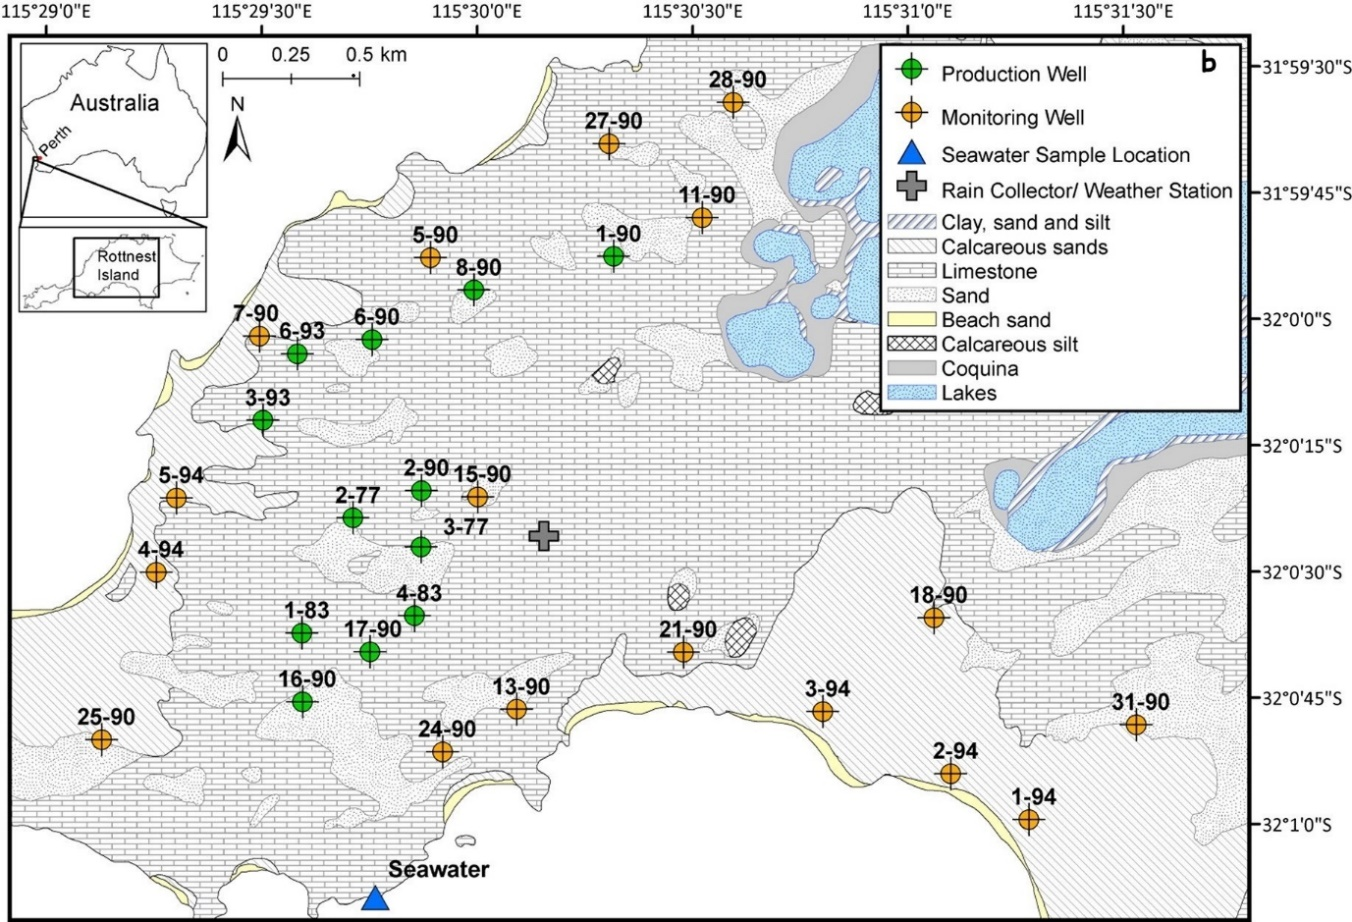 115°29'0"E 115°29'30"E 115°30'0"E 115°30'30"E 115°31'0"E 115°31'30"E
0 0.25 0.5 km
N
Australia
Perth
Rottnest
Island
b
Production Well
Monitoring Well
Seawater Sample Location
Rain Collector/ Weather Station
Clay, sand and silt
Calcareous sands
Limestone
Sand
Beach sand
Calcareous silt
Coquina
Lakes
31°59'30"S
31°59'45"S
32°0'0"S
32°0'15"S
32°0'30"S
32°0'45"S
32°1'0"S
28-90
27-90
11-90
5-90
1-90
8-90
7-90
6-93
6-90
3-93
5-94
2-90
15-90
2-77
3-77
4-94
4-83
1-83
17-90
18-90
21-90
16-90
13-90
3-94
31-90
25-90
24-90
2-94
1-94
Seawater